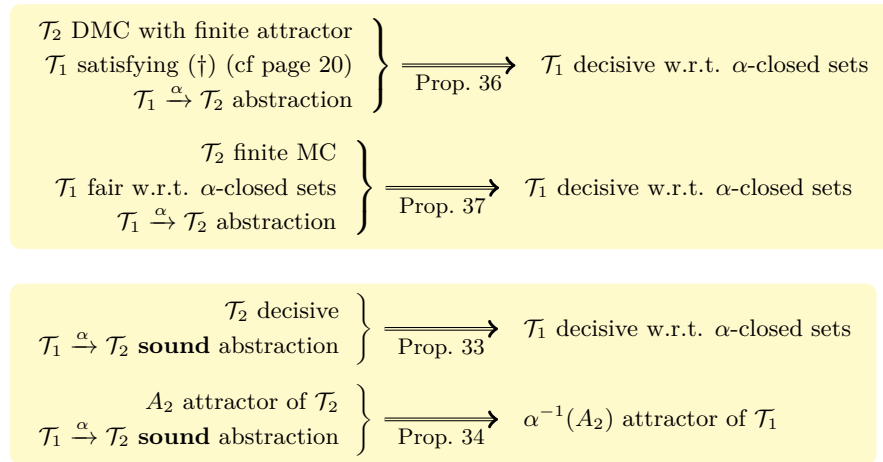 𝒯₂ DMC with finite attractor
𝒯₁ satisfying (†) (cf page 20)
𝒯₁ →^α 𝒯₂ abstraction
Prop. 36
𝒯₁ decisive w.r.t. α-closed sets
𝒯₂ finite MC
𝒯₁ fair w.r.t. α-closed sets
𝒯₁ →^α 𝒯₂ abstraction
Prop. 37
𝒯₁ decisive w.r.t. α-closed sets
𝒯₂ decisive
𝒯₁ →^α 𝒯₂ sound abstraction
Prop. 33
𝒯₁ decisive w.r.t. α-closed sets
A₂ attractor of 𝒯₂
𝒯₁ →^α 𝒯₂ sound abstraction
Prop. 34
α⁻¹(A₂) attractor of 𝒯₁